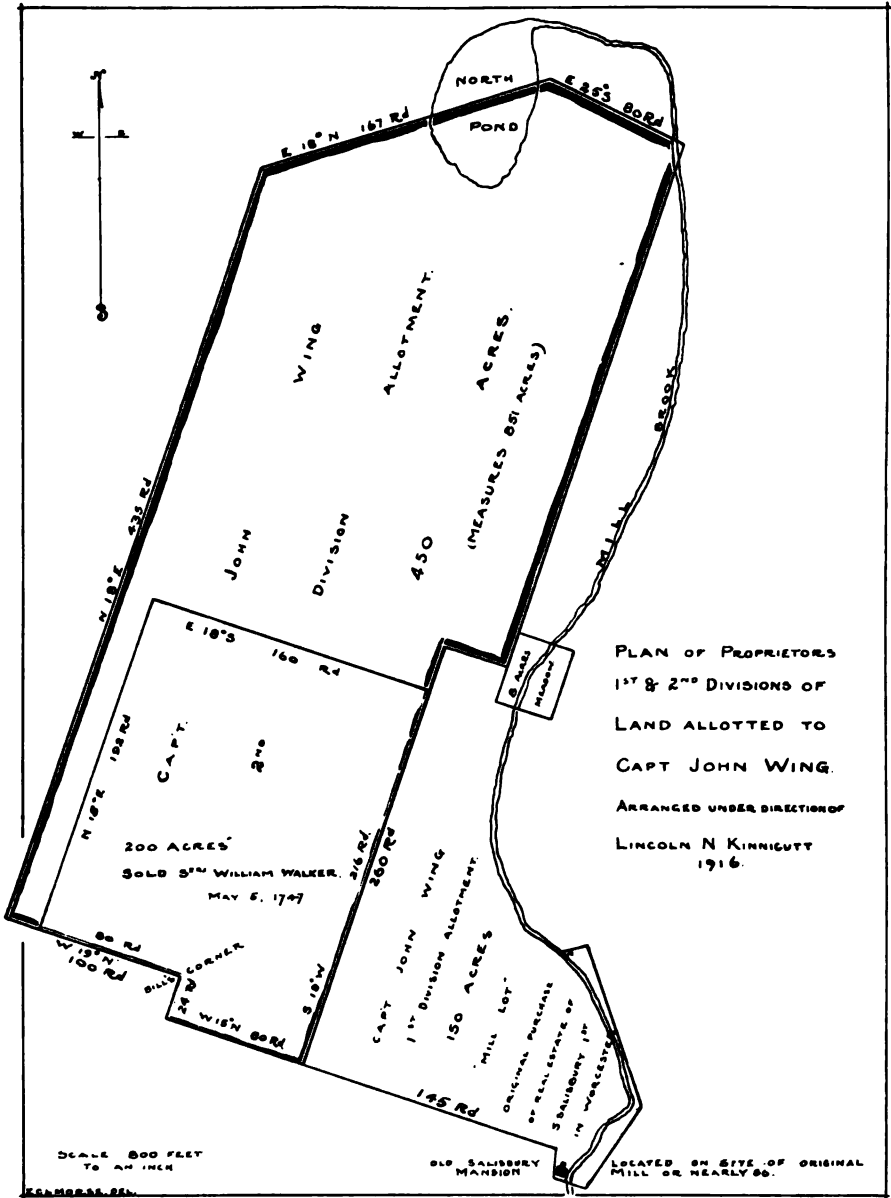 NORTH
POND
E 18° N 167 Rd
E 25° S 80 Rd
N
W E
S
WING
ALLOTMENT.
ACRES.
(MEASURES 851 ACRES)
JOHN
DIVISION
450
N 18° E 435 Rd
BROOK
MILL
E 18° S 160 Rd
8 ACRES
MEADOW
PLAN OF PROPRIETORS
1ST & 2ND DIVISIONS OF
LAND ALLOTTED TO
CAPT JOHN WING.
ARRANGED UNDER DIRECTION OF
LINCOLN N KINNICUTT
1916.
CAP'T.
2ND
N 18° E 192 Rd
200 ACRES
SOLD WILLIAM WALKER.
MAY 5, 1747
216 Rd.
260 Rd
S 18° W
80 Rd
W 19° N.
100 Rd
BILL'S CORNER
24 Rd
W 18° N 80 Rd
CAP'T JOHN WING
1ST DIVISION ALLOTMENT.
150 ACRES
"MILL LOT"
ORIGINAL PURCHASE
OF REAL ESTATE OF
S SALISBURY 1ST
IN WORCESTER
145 Rd
SCALE 800 FEET
TO AN INCH
OLD SALISBURY
MANSION
LOCATED ON SITE OF ORIGINAL
MILL OR NEARLY SO.